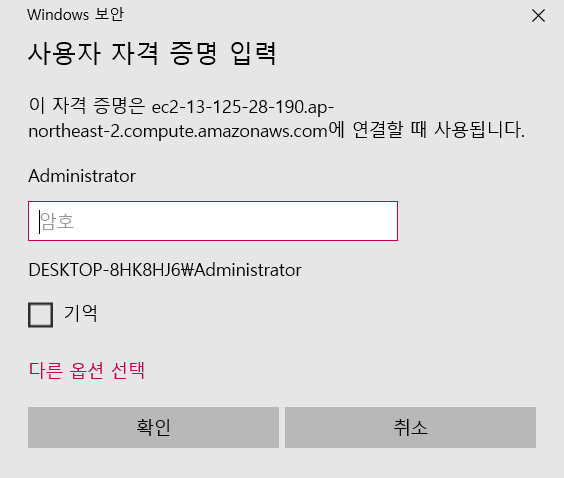 Windows 보안
사용자 자격 증명 입력
이 자격 증명은 ec2-13-125-28-190.ap-
northeast-2.compute.amazonaws.com에 연결할 때 사용됩니다.
Administrator
암호
DESKTOP-8HK8HJ6₩Administrator
기억
다른 옵션 선택
확인
취소